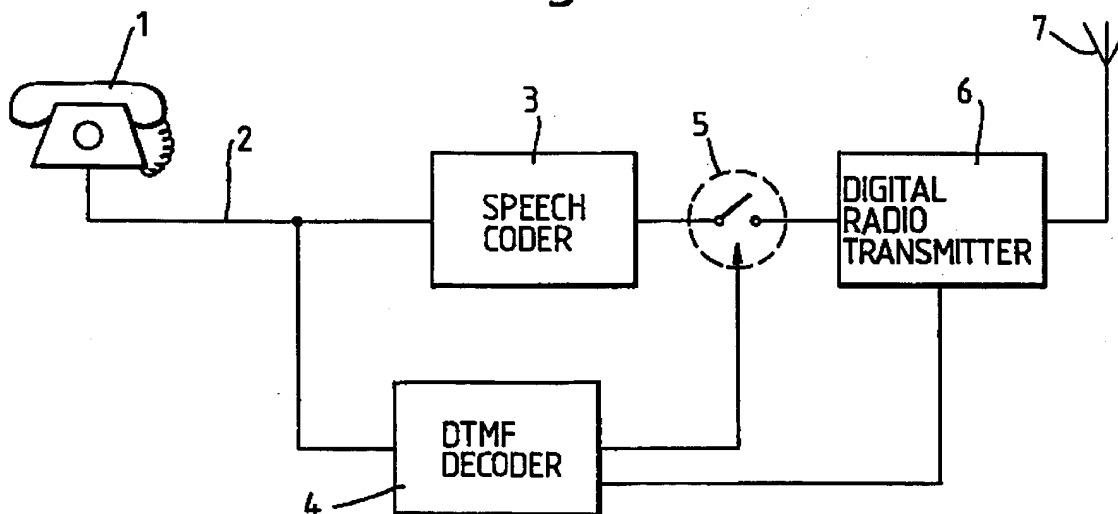 1
2
3
SPEECH
CODER
5
6
DIGITAL
RADIO
TRANSMITTER
7
DTMF
DECODER
4